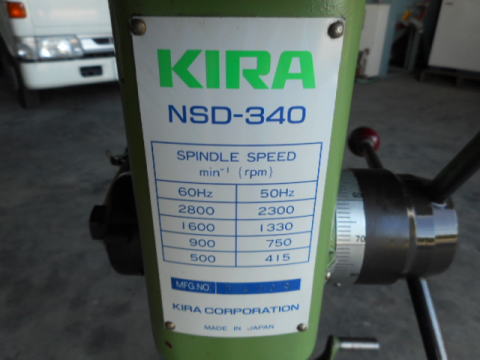 KIRA
NSD-340
SPINDLE SPEED
min⁻¹ (rpm)
60Hz 50Hz
2800 2300
1600 1330
900 750
500 415
MFG.NO
KIRA CORPORATION
MADE IN JAPAN
70